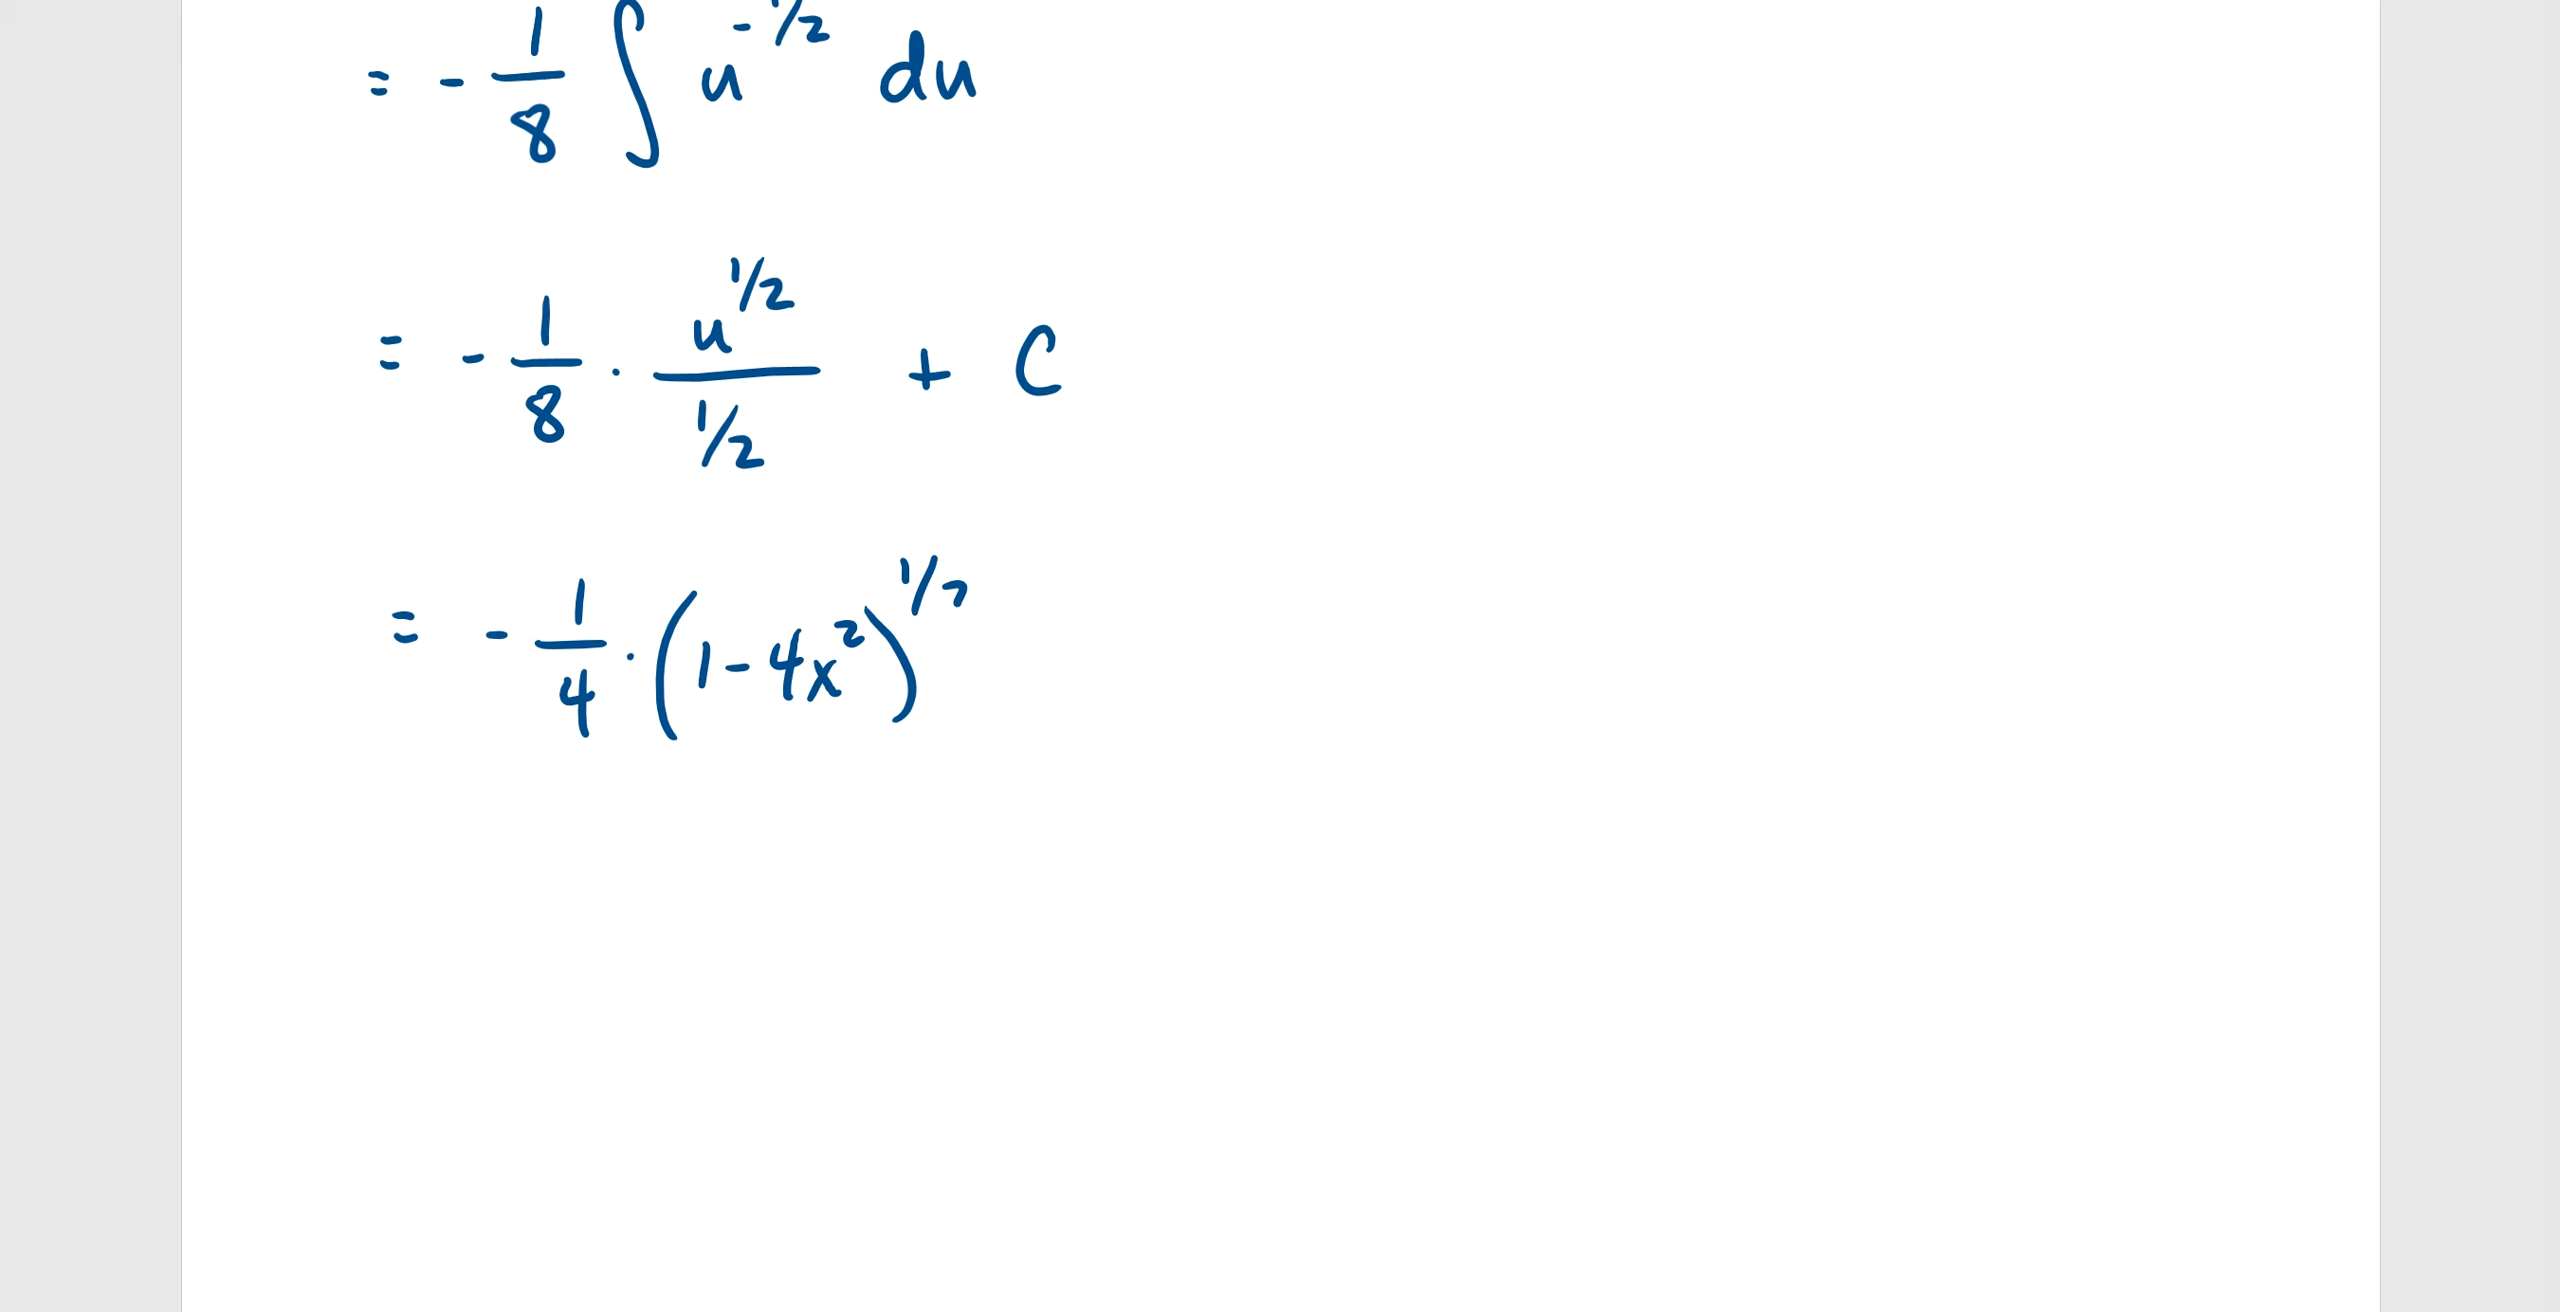 = - 1/8 ∫ u^(-1/2) du
= - 1/8 · u^(1/2) / (1/2) + C
= - 1/4 · (1 - 4x²)^(1/2)